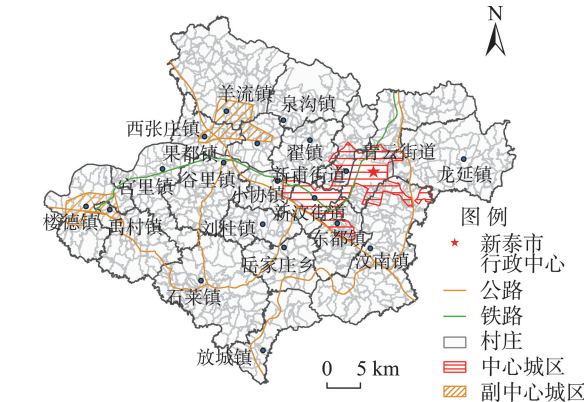 N
羊流镇
泉沟镇
西张庄镇
果都镇
翟镇
青云街道
宫里镇
谷里镇
新甫街道
龙廷镇
小协镇
楼德镇
禹村镇
新汶街道
刘杜镇
东都镇
岳家庄乡
汶南镇
石莱镇
放城镇
0 5 km
图 例
新泰市
行政中心
公路
铁路
村庄
中心城区
副中心城区